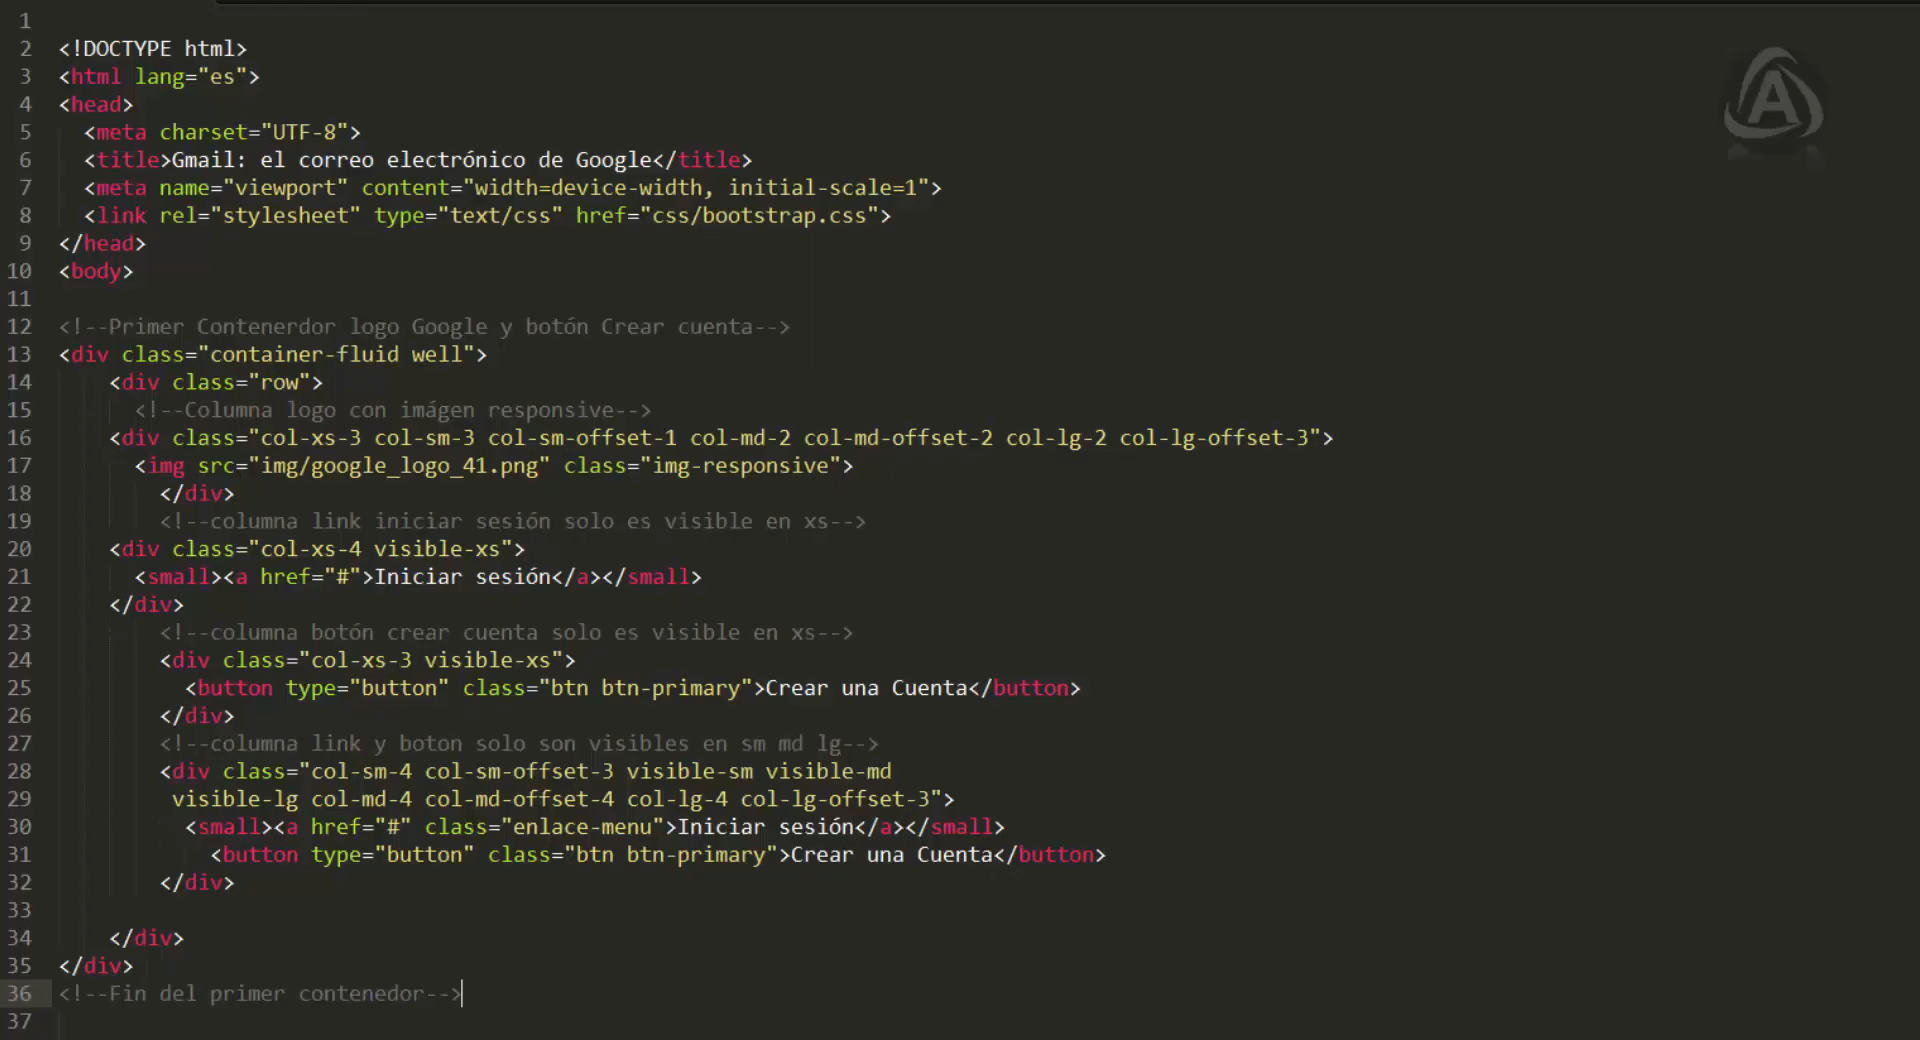 1
2 <!DOCTYPE html>
3 <html lang="es">
4 <head>
5 <meta charset="UTF-8">
6 <title>Gmail: el correo electrónico de Google</title>
7 <meta name="viewport" content="width=device-width, initial-scale=1">
8 <link rel="stylesheet" type="text/css" href="css/bootstrap.css">
9 </head>
10 <body>
11
12 <!--Primer Contenerdor logo Google y botón Crear cuenta-->
13 <div class="container-fluid well">
14 <div class="row">
15 <!--Columna logo con imágen responsive-->
16 <div class="col-xs-3 col-sm-3 col-sm-offset-1 col-md-2 col-md-offset-2 col-lg-2 col-lg-offset-3">
17 <img src="img/google_logo_41.png" class="img-responsive">
18 </div>
19 <!--columna link iniciar sesión solo es visible en xs-->
20 <div class="col-xs-4 visible-xs">
21 <small><a href="#">Iniciar sesión</a></small>
22 </div>
23 <!--columna botón crear cuenta solo es visible en xs-->
24 <div class="col-xs-3 visible-xs">
25 <button type="button" class="btn btn-primary">Crear una Cuenta</button>
26 </div>
27 <!--columna link y boton solo son visibles en sm md lg-->
28 <div class="col-sm-4 col-sm-offset-3 visible-sm visible-md
29 visible-lg col-md-4 col-md-offset-4 col-lg-4 col-lg-offset-3">
30 <small><a href="#" class="enlace-menu">Iniciar sesión</a></small>
31 <button type="button" class="btn btn-primary">Crear una Cuenta</button>
32 </div>
33
34 </div>
35 </div>
36 <!--Fin del primer contenedor-->
37
A